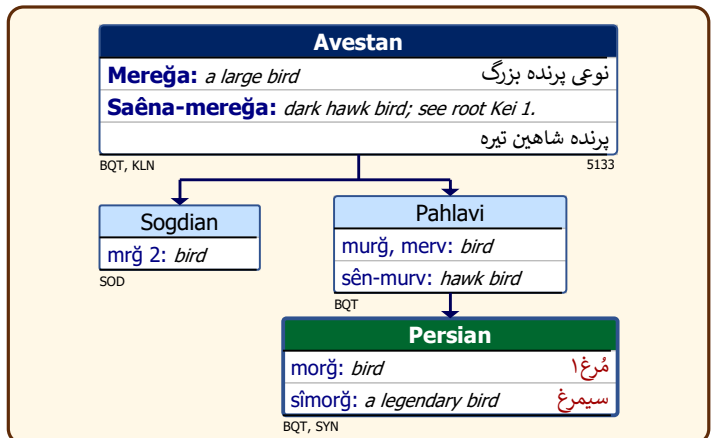 Avestan
Mereğa: a large bird نوعی پرنده بزرگ
Saêna-mereğa: dark hawk bird; see root Kei 1.
پرنده شاهین تیره
BQT, KLN 5133
Sogdian
mrğ 2: bird
SOD
Pahlavi
murğ, merv: bird
sên-murv: hawk bird
BQT
Persian
morğ: bird مُرغ۱
sîmorğ: a legendary bird سیمرغ
BQT, SYN